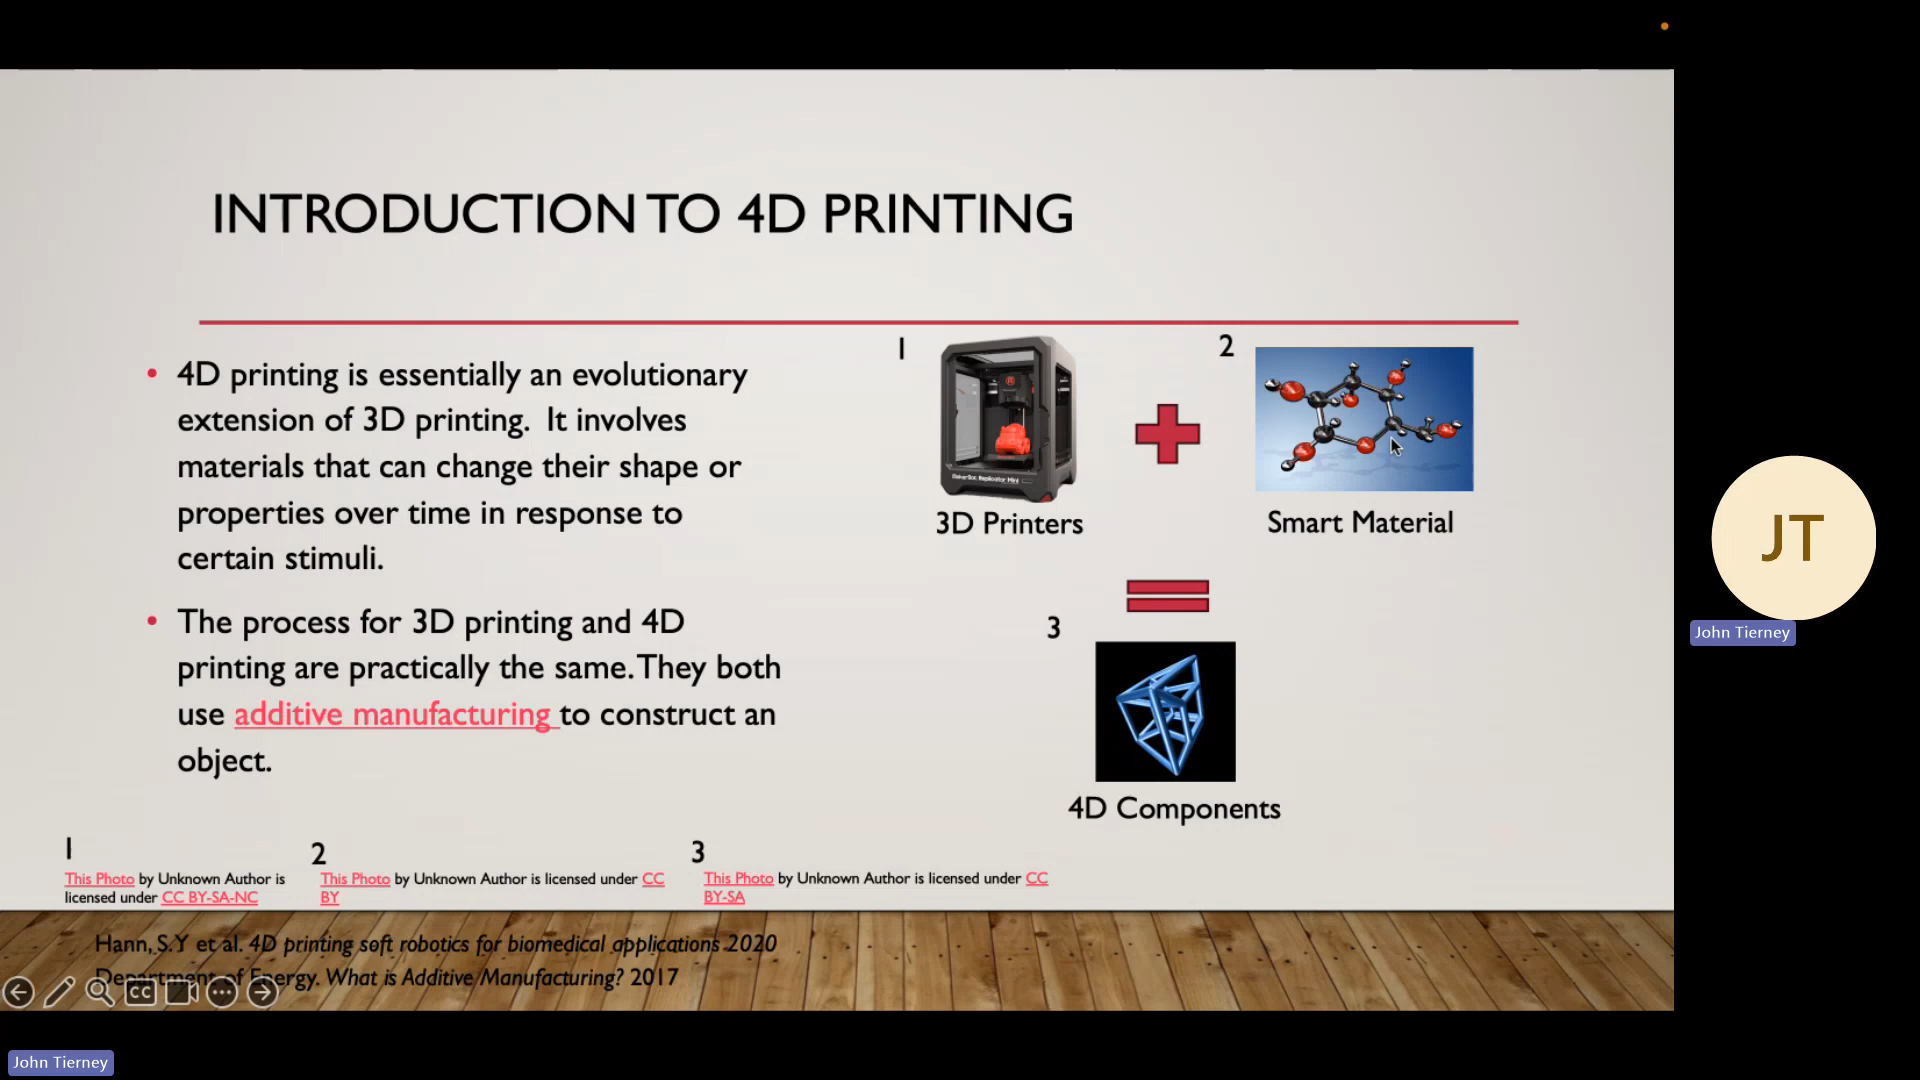 INTRODUCTION TO 4D PRINTING
• 4D printing is essentially an evolutionary
extension of 3D printing. It involves
materials that can change their shape or
properties over time in response to
certain stimuli.
• The process for 3D printing and 4D
printing are practically the same. They both
use additive manufacturing to construct an
object.
1
MakerBot Replicator Mini
3D Printers
2
Smart Material
3
4D Components
1
This Photo by Unknown Author is
licensed under CC BY-SA-NC
2
This Photo by Unknown Author is licensed under CC
BY
3
This Photo by Unknown Author is licensed under CC
BY-SA
Hann, S.Y et al. 4D printing soft robotics for biomedical applications 2020
Department of Energy. What is Additive Manufacturing? 2017
CC
JT
John Tierney
John Tierney